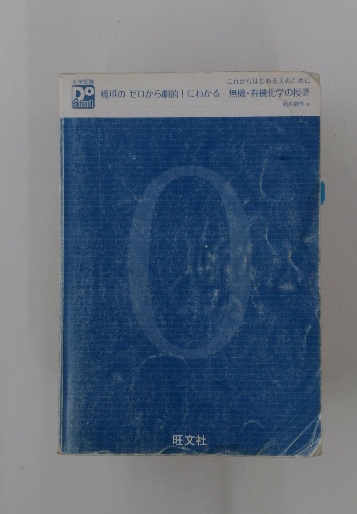 大学受験
Do
Start
これからはじめる人のために
橋爪の ゼロから劇的!にわかる 無機・有機化学の授業
橋爪健作 著
0
旺文社